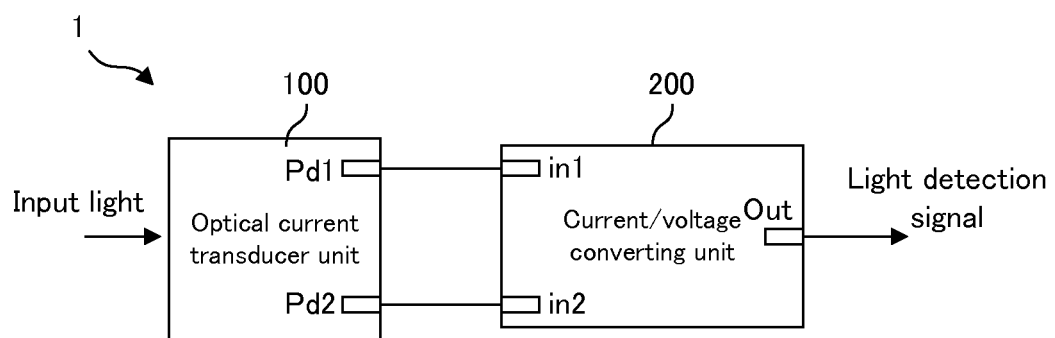 1
100
200
Pd1
in1
Input light
Optical current
transducer unit
Current/voltage
converting unit
Out
Light detection
signal
Pd2
in2